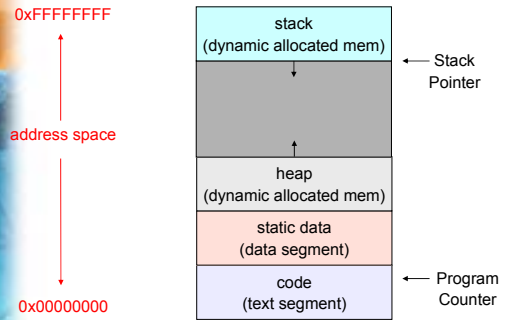 0xFFFFFFFF
address space
0x00000000
stack
(dynamic allocated mem)
heap
(dynamic allocated mem)
static data
(data segment)
code
(text segment)
Stack
Pointer
Program
Counter